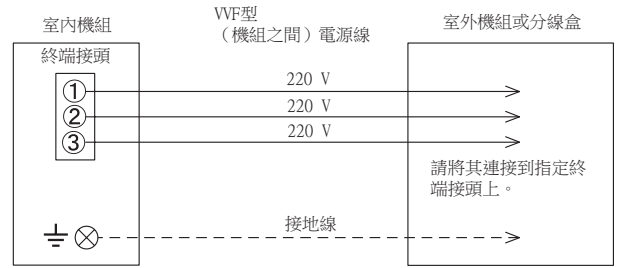 室內機組
VVF型
（機組之間）電源線
室外機組或分線盒
終端接頭
① 220 V
② 220 V
③ 220 V
請將其連接到指定終
端接頭上。
接地線